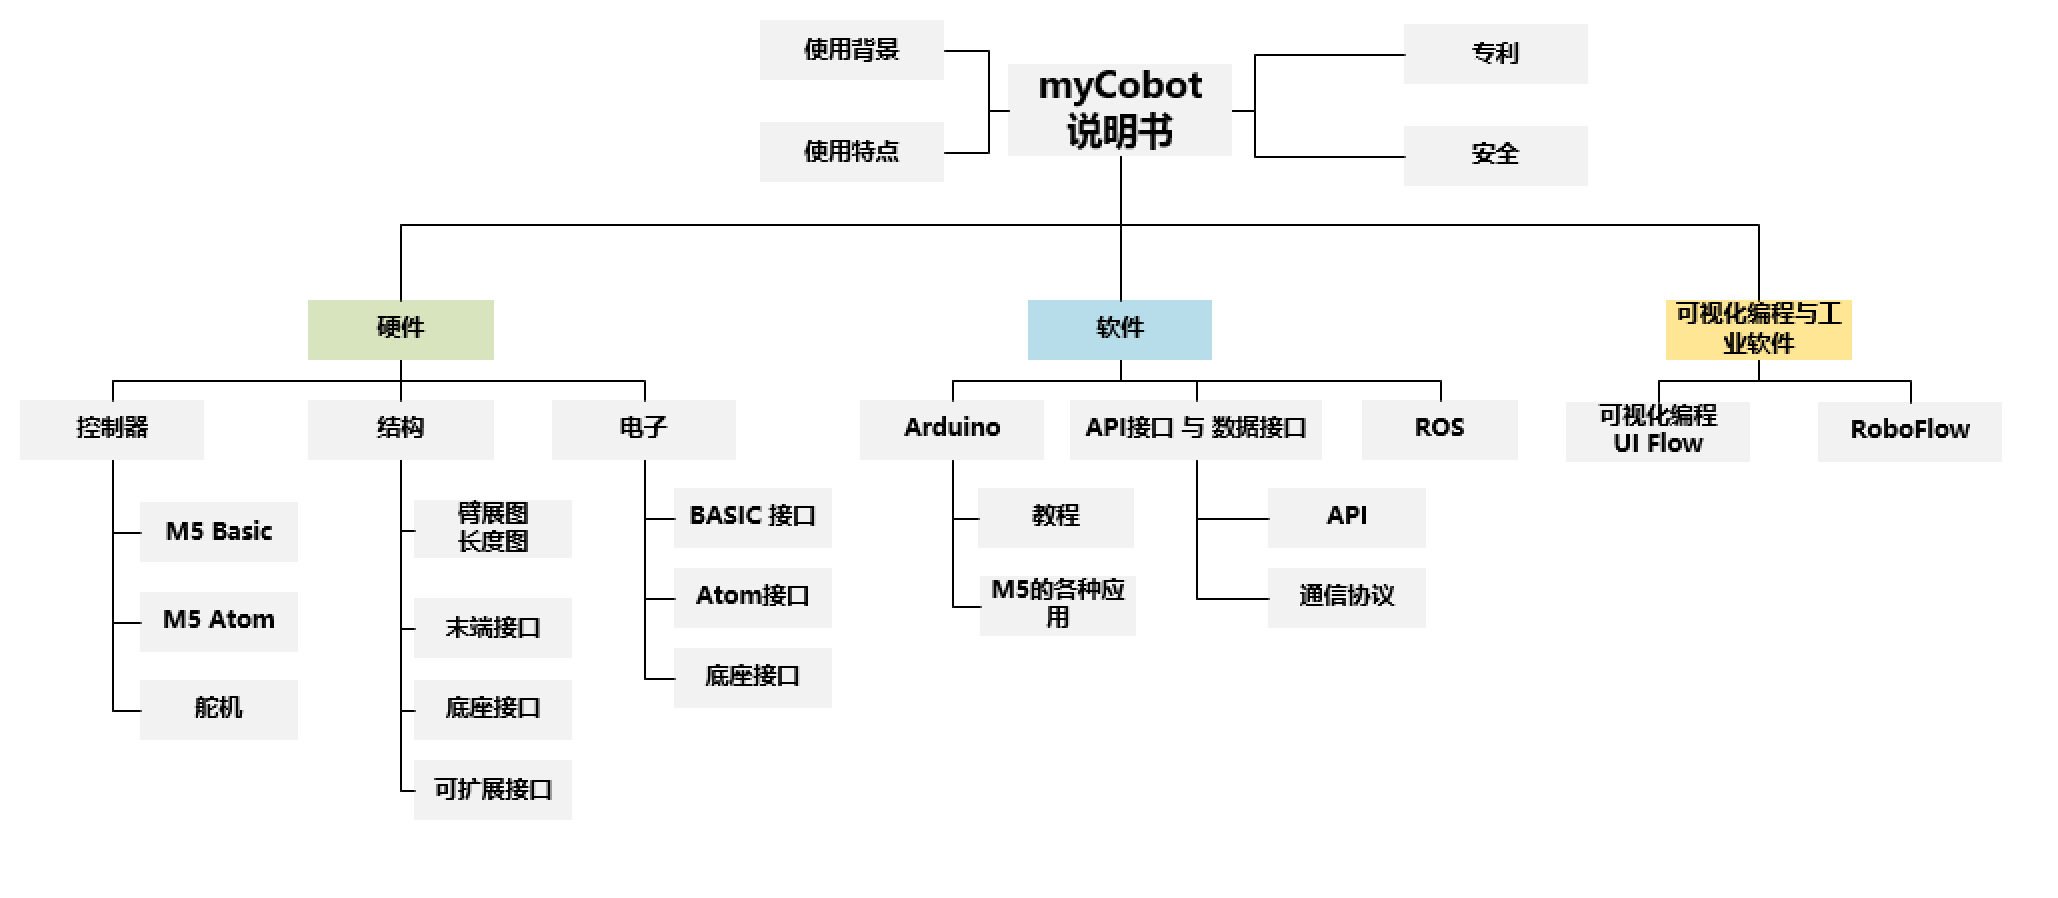 使用背景
专利
myCobot
说明书
使用特点
安全
硬件
软件
可视化编程与工
业软件
控制器
结构
电子
Arduino
API接口 与 数据接口
ROS
可视化编程
UI Flow
RoboFlow
M5 Basic
M5 Atom
舵机
臂展图
长度图
末端接口
底座接口
可扩展接口
BASIC 接口
Atom接口
底座接口
教程
M5的各种应
用
API
通信协议